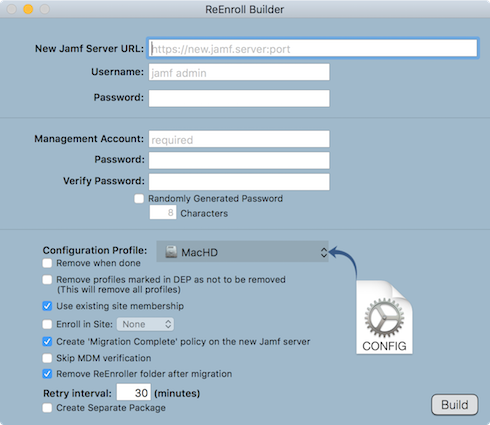 ReEnroll Builder
New Jamf Server URL: https://new.jamf.server:port
Username: jamf admin
Password:
Management Account: required
Password:
Verify Password:
Randomly Generated Password
8 Characters
Configuration Profile: MacHD
Remove when done
Remove profiles marked in DEP as not to be removed
(This will remove all profiles)
Use existing site membership
Enroll in Site: None
CONFIG
Create 'Migration Complete' policy on the new Jamf server
Skip MDM verification
Remove ReEnroller folder after migration
Retry interval: 30 (minutes)
Create Separate Package
Build